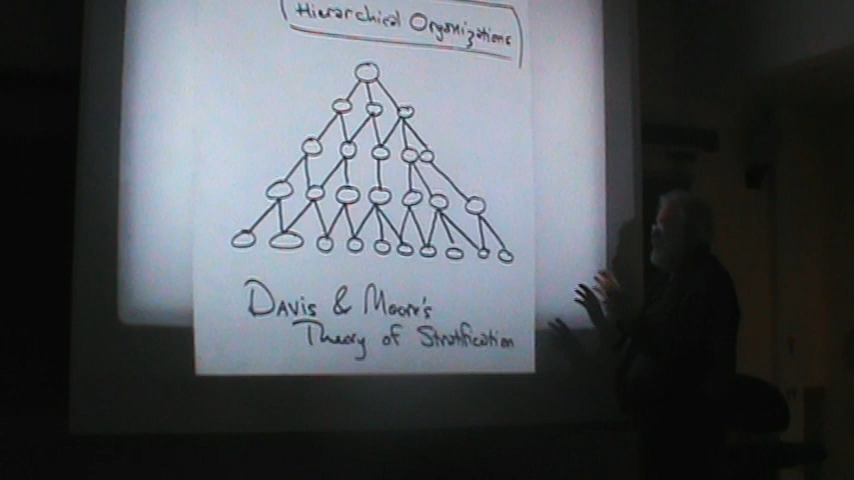 Hierarchical Organizations
Davis & Moore's
Theory of Stratification